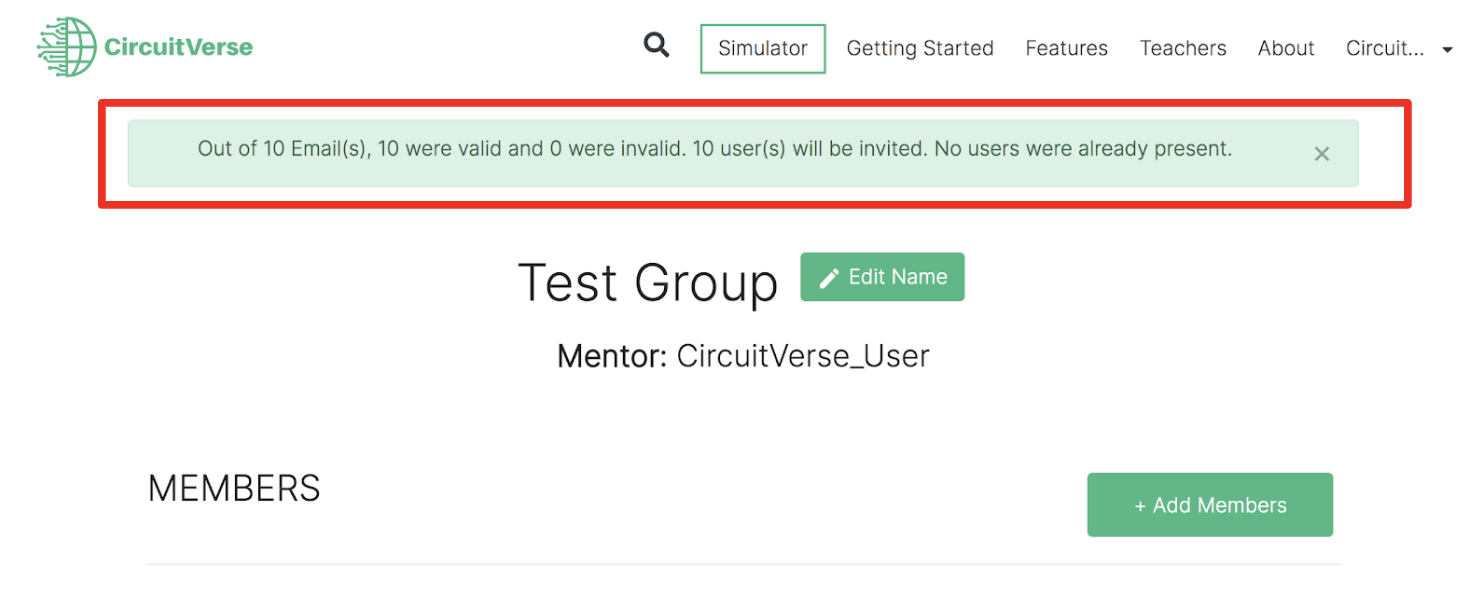 CircuitVerse
Simulator Getting Started Features Teachers About Circuit...
Out of 10 Email(s), 10 were valid and 0 were invalid. 10 user(s) will be invited. No users were already present. ×
Test Group Edit Name
Mentor: CircuitVerse_User
MEMBERS
+ Add Members